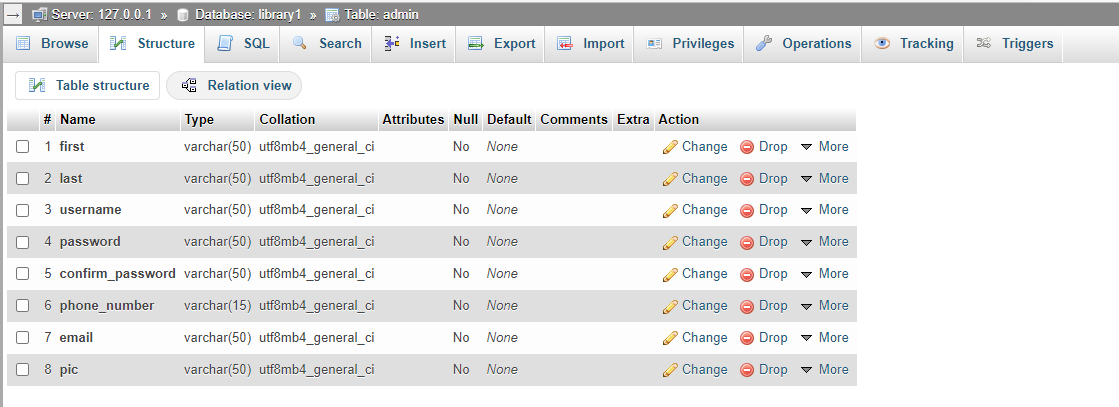 Server: 127.0.0.1 » Database: library1 » Table: admin
Browse Structure SQL Search Insert Export Import Privileges Operations Tracking Triggers
Table structure Relation view
# Name Type Collation Attributes Null Default Comments Extra Action
1 first varchar(50) utf8mb4_general_ci No None Change Drop More
2 last varchar(50) utf8mb4_general_ci No None Change Drop More
3 username varchar(50) utf8mb4_general_ci No None Change Drop More
4 password varchar(50) utf8mb4_general_ci No None Change Drop More
5 confirm_password varchar(50) utf8mb4_general_ci No None Change Drop More
6 phone_number varchar(15) utf8mb4_general_ci No None Change Drop More
7 email varchar(50) utf8mb4_general_ci No None Change Drop More
8 pic varchar(50) utf8mb4_general_ci No None Change Drop More